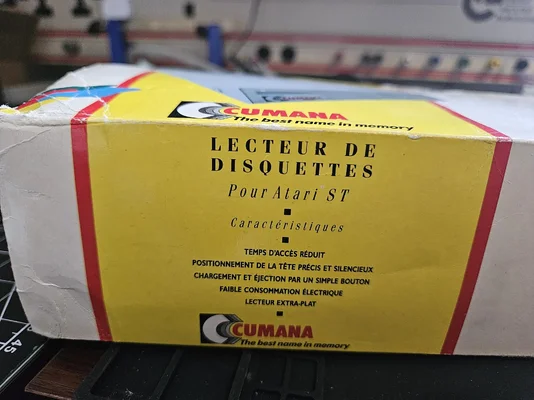 CUMANA
The best name in memory
LECTEUR DE
DISQUETTES
Pour Atari ST
Caractéristiques
TEMPS D'ACCÈS RÉDUIT
POSITIONNEMENT DE LA TÊTE PRÉCIS ET SILENCIEUX
CHARGEMENT ET ÉJECTION PAR UN SIMPLE BOUTON
FAIBLE CONSOMMATION ÉLECTRIQUE
LECTEUR EXTRA-PLAT
CUMANA
The best name in memory
45